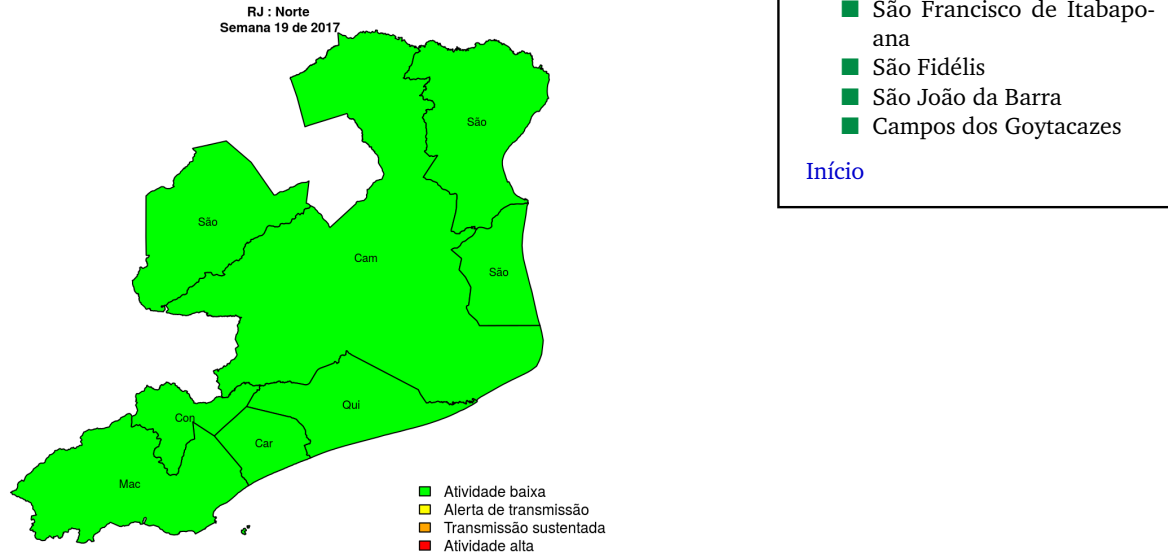 RJ : Norte
Semana 19 de 2017
São
São
Cam
São
Qui
Con
Car
Mac
Atividade baixa
Alerta de transmissão
Transmissão sustentada
Atividade alta
São Francisco de Itabapo-
ana
São Fidélis
São João da Barra
Campos dos Goytacazes
Início